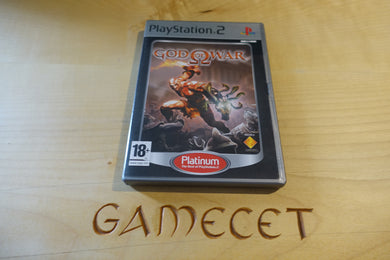 PlayStation 2
GOD OF WAR
18+
Platinum
The Best of PlayStation 2
GAMECET